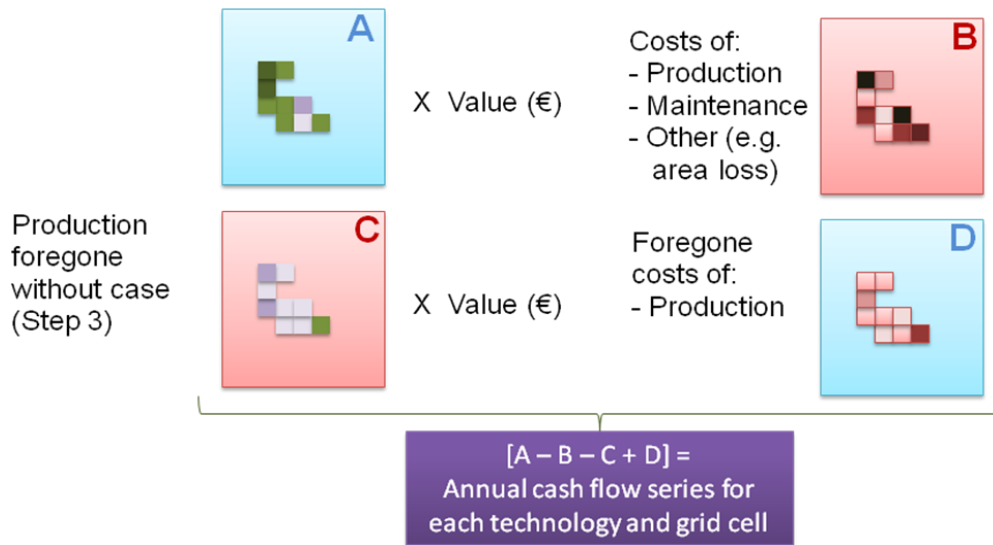 A
X Value (€)
Costs of:
- Production
- Maintenance
- Other (e.g.
area loss)
B
Production
foregone
without case
(Step 3)
C
X Value (€)
Foregone
costs of:
- Production
D
[A – B – C + D] =
Annual cash flow series for
each technology and grid cell